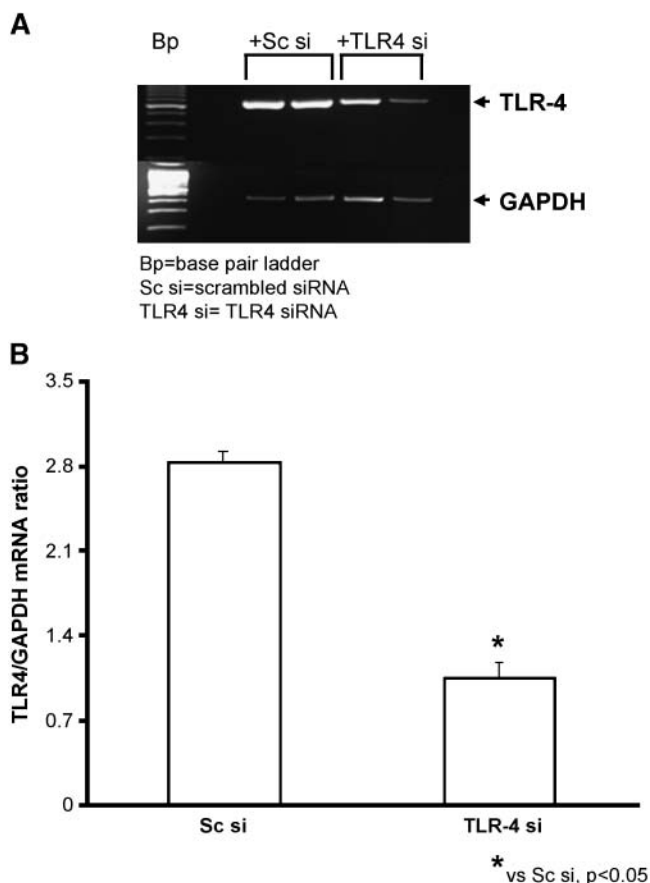 A
Bp +Sc si +TLR4 si
TLR-4
GAPDH
Bp=base pair ladder
Sc si=scrambled siRNA
TLR4 si= TLR4 siRNA
B
TLR4/GAPDH mRNA ratio
3.5
2.8
2.1
1.4
0.7
0
*
Sc si TLR-4 si
* vs Sc si, p<0.05